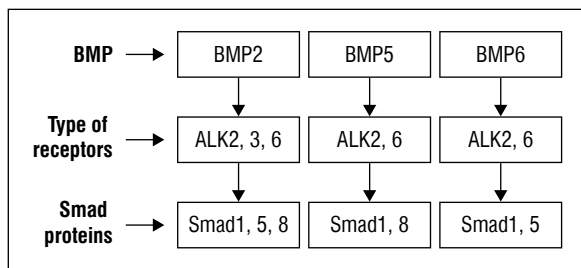 BMP
BMP2
BMP5
BMP6
Type of
receptors
ALK2, 3, 6
ALK2, 6
ALK2, 6
Smad
proteins
Smad1, 5, 8
Smad1, 8
Smad1, 5